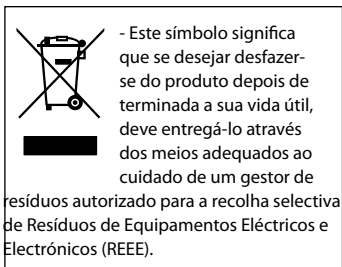 - Este símbolo significa
que se desejar desfazer-
se do produto depois de
terminada a sua vida útil,
deve entregá-lo através
dos meios adequados ao
cuidado de um gestor de
resíduos autorizado para a recolha selectiva
de Resíduos de Equipamentos Eléctricos e
Electrónicos (REEE).